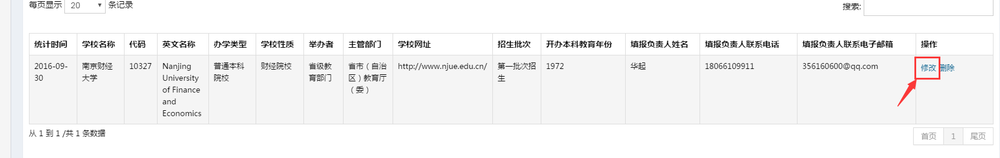 每页显示 20 条记录
搜索:
统计时间 学校名称 代码 英文名称 办学类型 学校性质 举办者 主管部门 学校网址 招生批次 开办本科教育年份 填报负责人姓名 填报负责人联系电话 填报负责人联系电子邮箱 操作
2016-09- 南京财经 10327 Nanjing 普通本科 财经院校 省级教 省市（自治 http://www.njue.edu.cn/ 第一批次招 1972 华起 18066109911 356160600@qq.com 修改 删除
30 大学 University 院校 育部门 区）教育厅 生
of Finance （委）
and
Economics
从 1 到 1 /共 1 条数据
首页 1 尾页